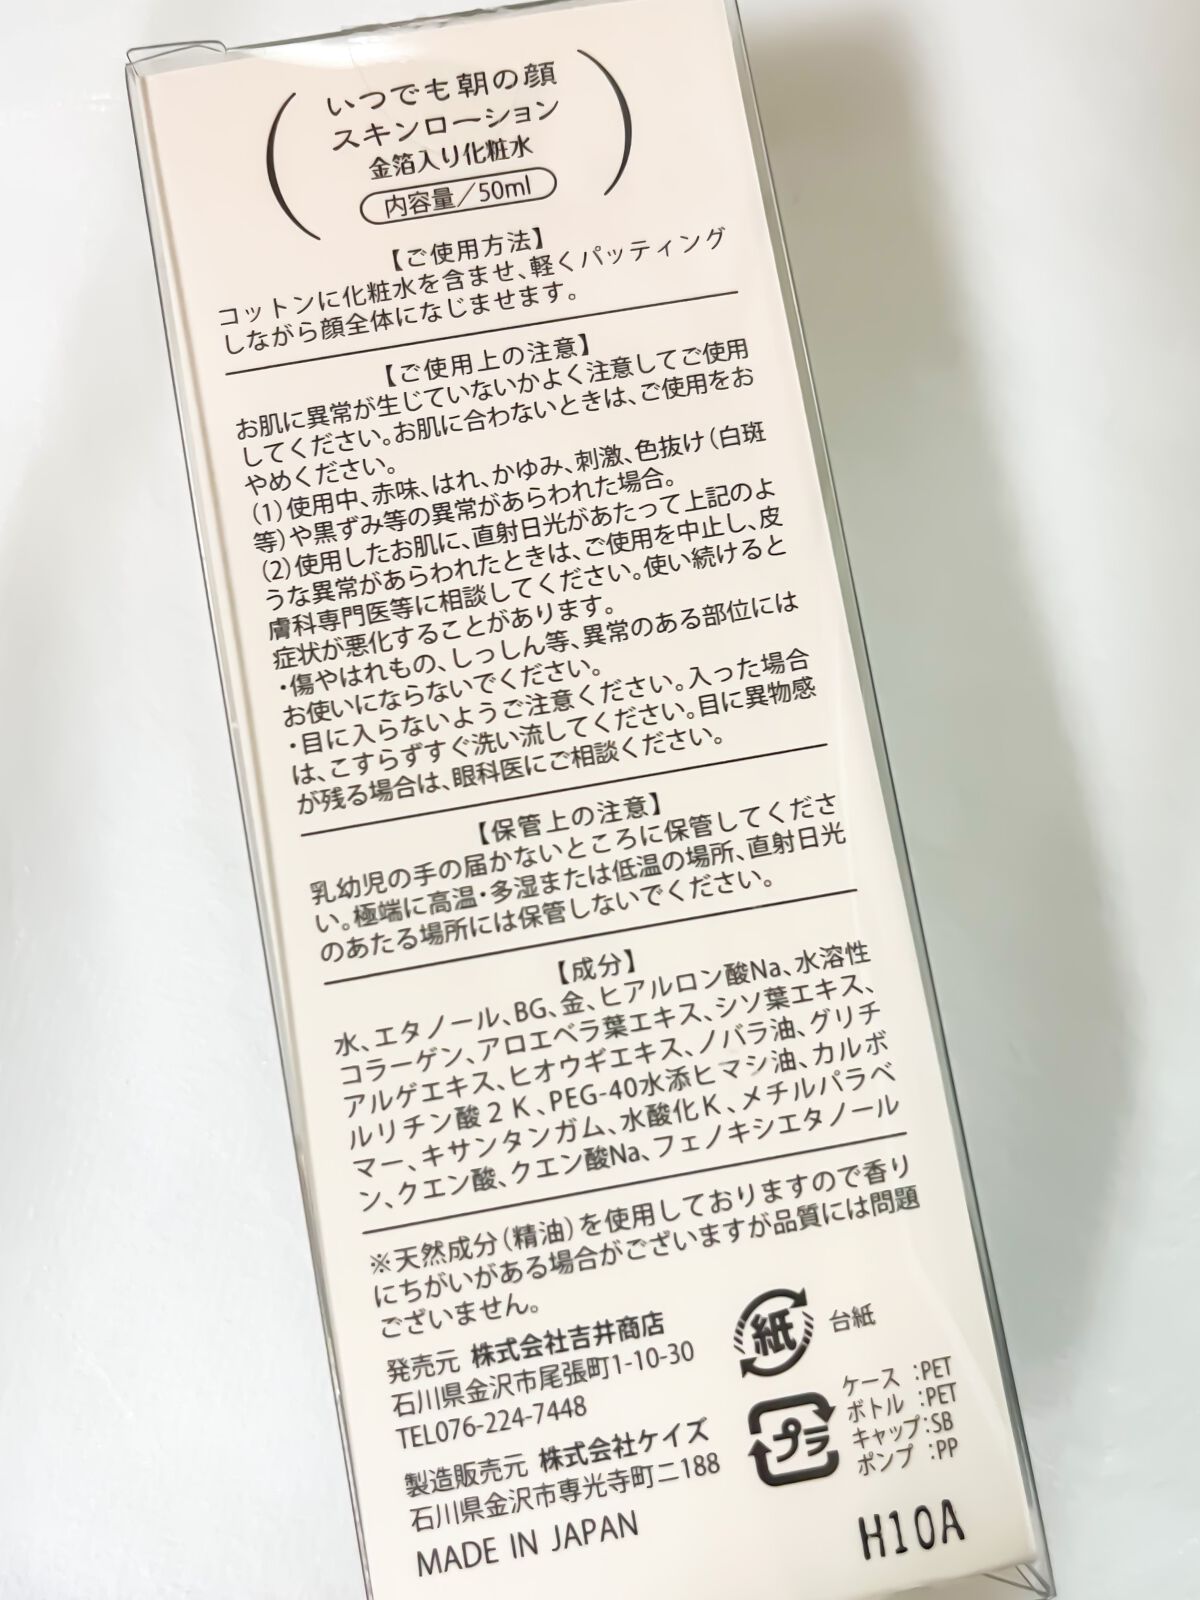 いつでも朝の顔
スキンローション
金箔入り化粧水
内容量／50ml
【ご使用方法】
コットンに化粧水を含ませ、軽くパッティング
しながら顔全体になじませます。
【ご使用上の注意】
お肌に異常が生じていないかよく注意してご使用
してください。お肌に合わないときは、ご使用をお
やめください。
(1)使用中、赤味、はれ、かゆみ、刺激、色抜け(白斑
等)や黒ずみ等の異常があらわれた場合。
(2)使用したお肌に、直射日光があたって上記のよ
うな異常があらわれたときは、ご使用を中止し、皮
膚科専門医等に相談してください。使い続けると
症状が悪化することがあります。
・傷やはれもの、しっしん等、異常のある部位には
お使いにならないでください。
・目に入らないようご注意ください。入った場合
は、こすらずすぐ洗い流してください。目に異物感
が残る場合は、眼科医にご相談ください。
【保管上の注意】
乳幼児の手の届かないところに保管してくださ
い。極端に高温・多湿または低温の場所、直射日光
のあたる場所には保管しないでください。
【成分】
水、エタノール、BG、金、ヒアルロン酸Na、水溶性
コラーゲン、アロエベラ葉エキス、シソ葉エキス、
アルゲエキス、ヒオウギエキス、ノバラ油、グリチ
ルリチン酸２Ｋ、PEG-40水添ヒマシ油、カルボ
マー、キサンタンガム、水酸化Ｋ、メチルパラベ
ン、クエン酸、クエン酸Na、フェノキシエタノール
※天然成分(精油)を使用しておりますので香り
にちがいがある場合がございますが品質には問題
ございません。
発売元 株式会社吉井商店
石川県金沢市尾張町1-10-30
TEL076-224-7448
製造販売元 株式会社ケイズ
石川県金沢市専光寺町ニ188
MADE IN JAPAN
紙 台紙
プラ
ケース :PET
ボトル :PET
キャップ:SB
ポンプ :PP
H10A